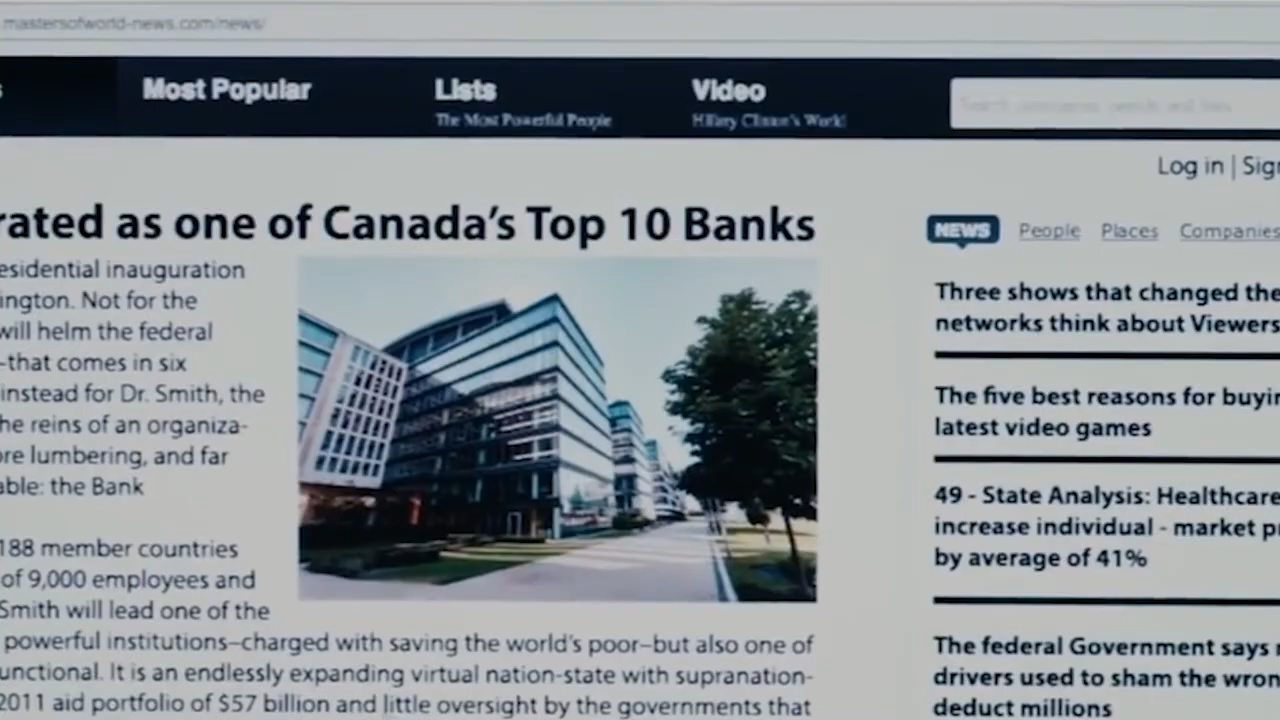 mastersofworld-news.com/news/
s
Most Popular
Lists
Video
The Most Powerful People
Hillary Clinton's Work!
Log in | Sign
rated as one of Canada's Top 10 Banks
NEWS People Places Companies
esidential inauguration
ington. Not for the
will helm the federal
-that comes in six
instead for Dr. Smith, the
he reins of an organiza-
ore lumbering, and far
able: the Bank
188 member countries
of 9,000 employees and
Smith will lead one of the
powerful institutions–charged with saving the world's poor–but also one of
unctional. It is an endlessly expanding virtual nation-state with supranation-
2011 aid portfolio of $57 billion and little oversight by the governments that
Three shows that changed the
networks think about Viewers
The five best reasons for buyin
latest video games
49 - State Analysis: Healthcare
increase individual - market pr
by average of 41%
The federal Government says
drivers used to sham the wron
deduct millions